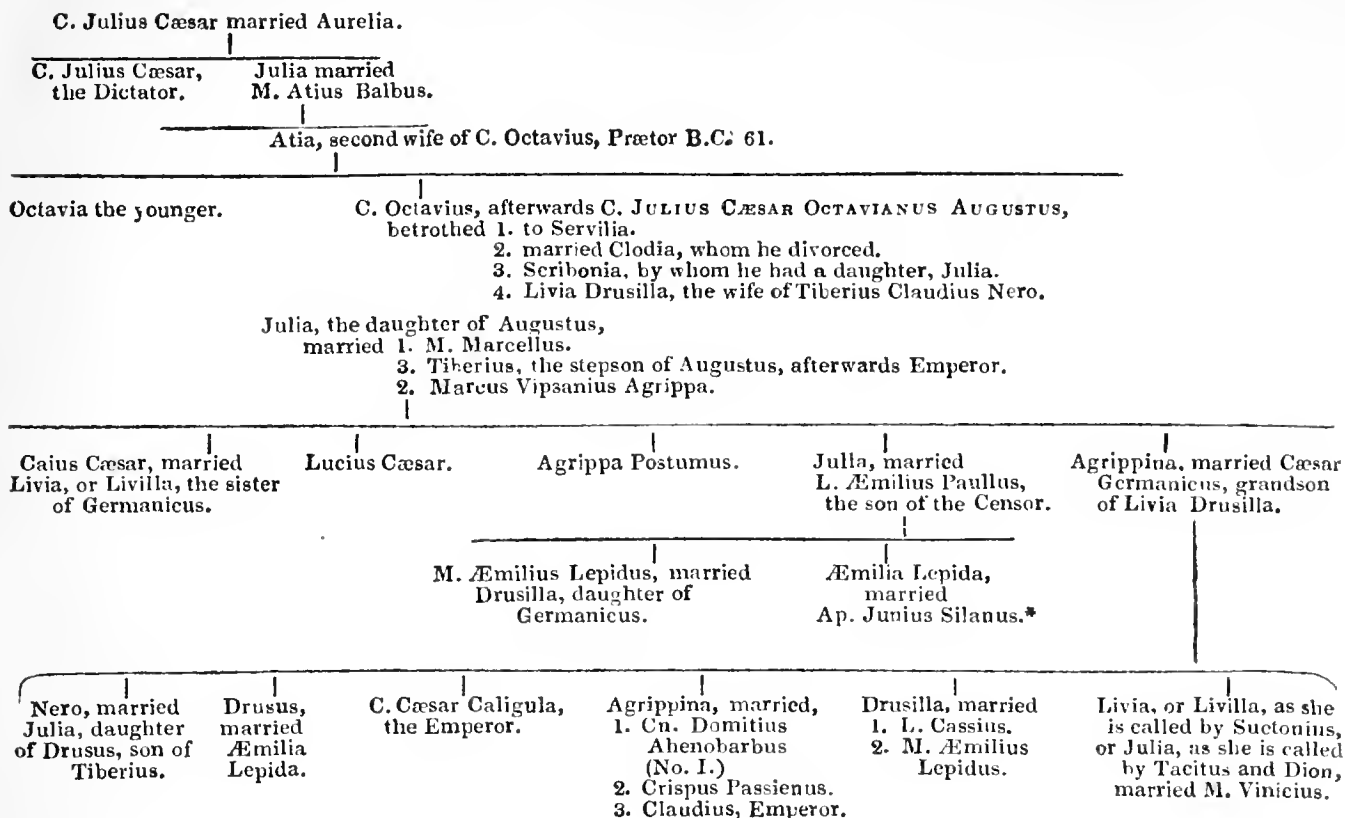 C. Julius Cæsar married Aurelia.
C. Julius Cæsar,
the Dictator.
Julia married
M. Atius Balbus.
Atia, second wife of C. Octavius, Prætor B.C. 61.
Octavia the younger.
C. Octavius, afterwards C. JULIUS CÆSAR OCTAVIANUS AUGUSTUS,
betrothed 1. to Servilia.
2. married Clodia, whom he divorced.
3. Scribonia, by whom he had a daughter, Julia.
4. Livia Drusilla, the wife of Tiberius Claudius Nero.
Julia, the daughter of Augustus,
married 1. M. Marcellus.
3. Tiberius, the stepson of Augustus, afterwards Emperor.
2. Marcus Vipsanius Agrippa.
Caius Cæsar, married
Livia, or Livilla, the sister
of Germanicus.
Lucius Cæsar.
Agrippa Postumus.
Julia, married
L. Æmilius Paullus,
the son of the Censor.
Agrippina, married Cæsar
Germanicus, grandson
of Livia Drusilla.
M. Æmilius Lepidus, married
Drusilla, daughter of
Germanicus.
Æmilia Lepida,
married
Ap. Junius Silanus.*
Nero, married
Julia, daughter
of Drusus, son of
Tiberius.
Drusus,
married
Æmilia
Lepida.
C. Cæsar Caligula,
the Emperor.
Agrippina, married,
1. Cn. Domitius
Ahenobarbus
(No. I.)
2. Crispus Passienus.
3. Claudius, Emperor.
Drusilla, married
1. L. Cassius.
2. M. Æmilius
Lepidus.
Livia, or Livilla, as she
is called by Suetonius,
or Julia, as she is called
by Tacitus and Dion,
married M. Vinicius.